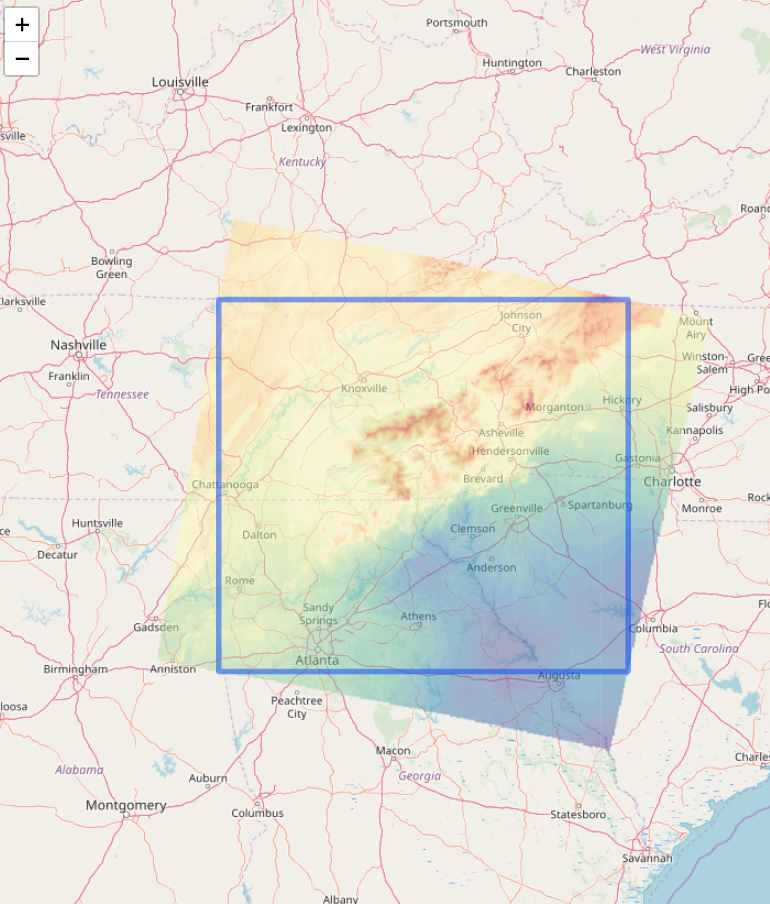 +
−
Portsmouth
West Virginia
Huntington
Charleston
Louisville
Frankfort
Lexington
sville
Kentucky
Roano
Bowling
Green
Clarksville
Johnson
City
Mount
Airy
Nashville
Franklin
Tennessee
Knoxville
Winston-
Salem
Gree
High Po
Morganton
Hickory
Salisbury
Kannapolis
Asheville
Hendersonville
Brevard
Gastonia
Charlotte
Chattanooga
Rock
Monroe
Greenville
Spartanburg
Huntsville
Decatur
ce
Clemson
Dalton
Anderson
Rome
Sandy
Springs
Athens
Flo
Gadsden
Columbia
South Carolina
Atlanta
Birmingham
Anniston
Augusta
loosa
Peachtree
City
Macon
Georgia
Charles
Alabama
Auburn
Montgomery
Columbus
Statesboro
Savannah
Albany